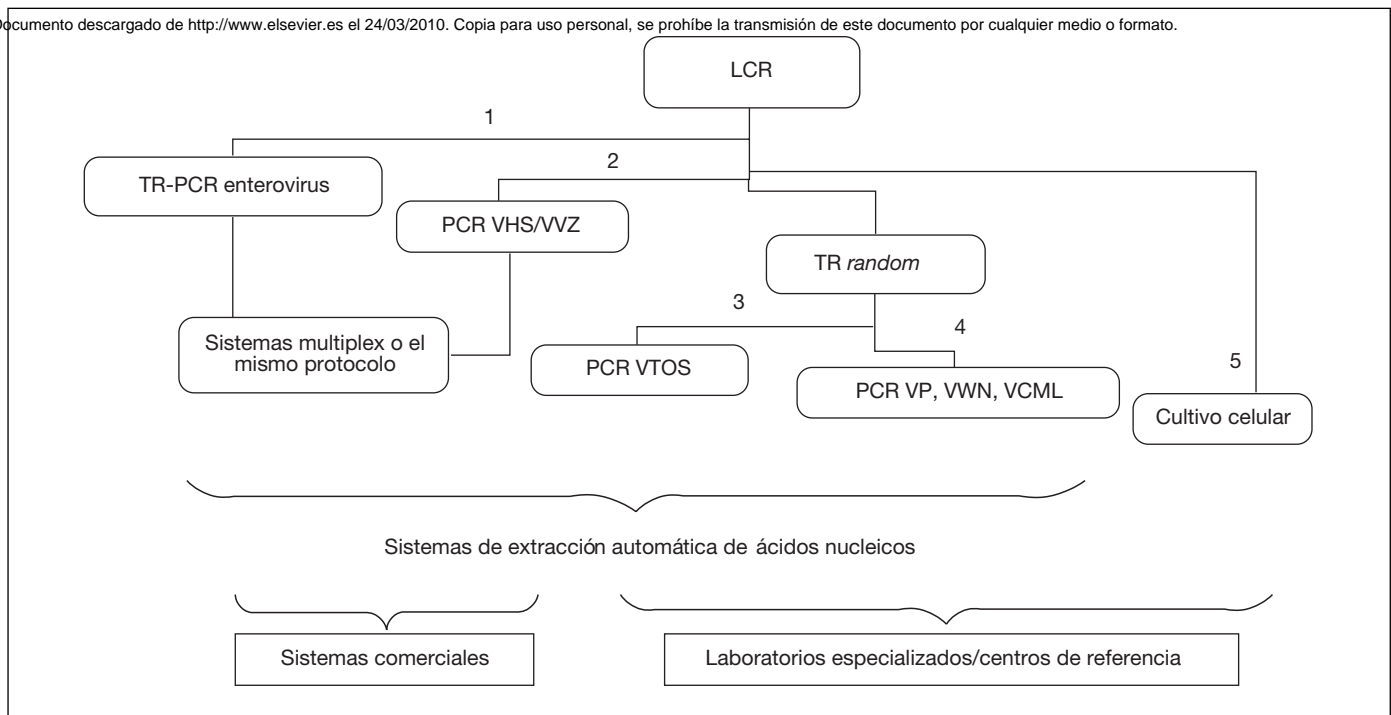 Documento descargado de http://www.elsevier.es el 24/03/2010. Copia para uso personal, se prohíbe la transmisión de este documento por cualquier medio o formato.
LCR
1
2
TR-PCR enterovirus
PCR VHS/VVZ
TR random
3
4
Sistemas multiplex o el
mismo protocolo
PCR VTOS
PCR VP, VWN, VCML
5
Cultivo celular
Sistemas de extracción automática de ácidos nucleicos
Sistemas comerciales
Laboratorios especializados/centros de referencia